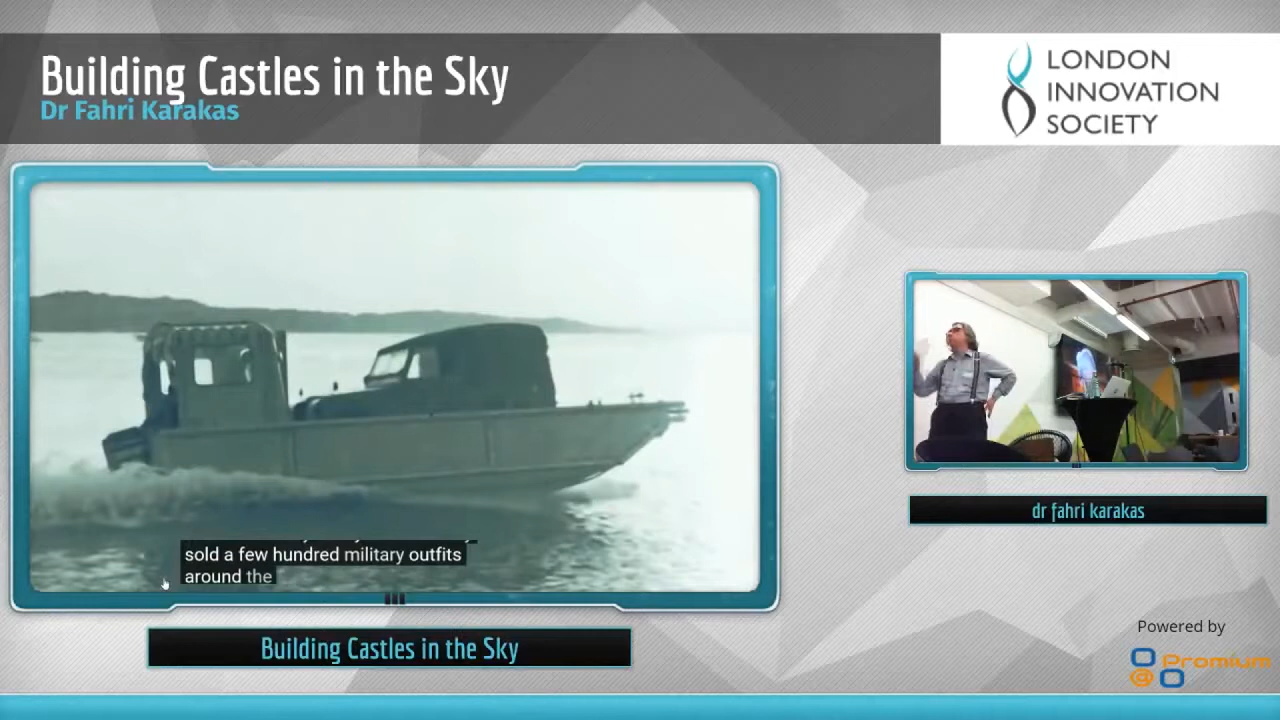 Building Castles in the Sky
Dr Fahri Karakas
LONDON
INNOVATION
SOCIETY
sold a few hundred military outfits
around the
dr fahri karakas
Building Castles in the Sky
Powered by
Promium